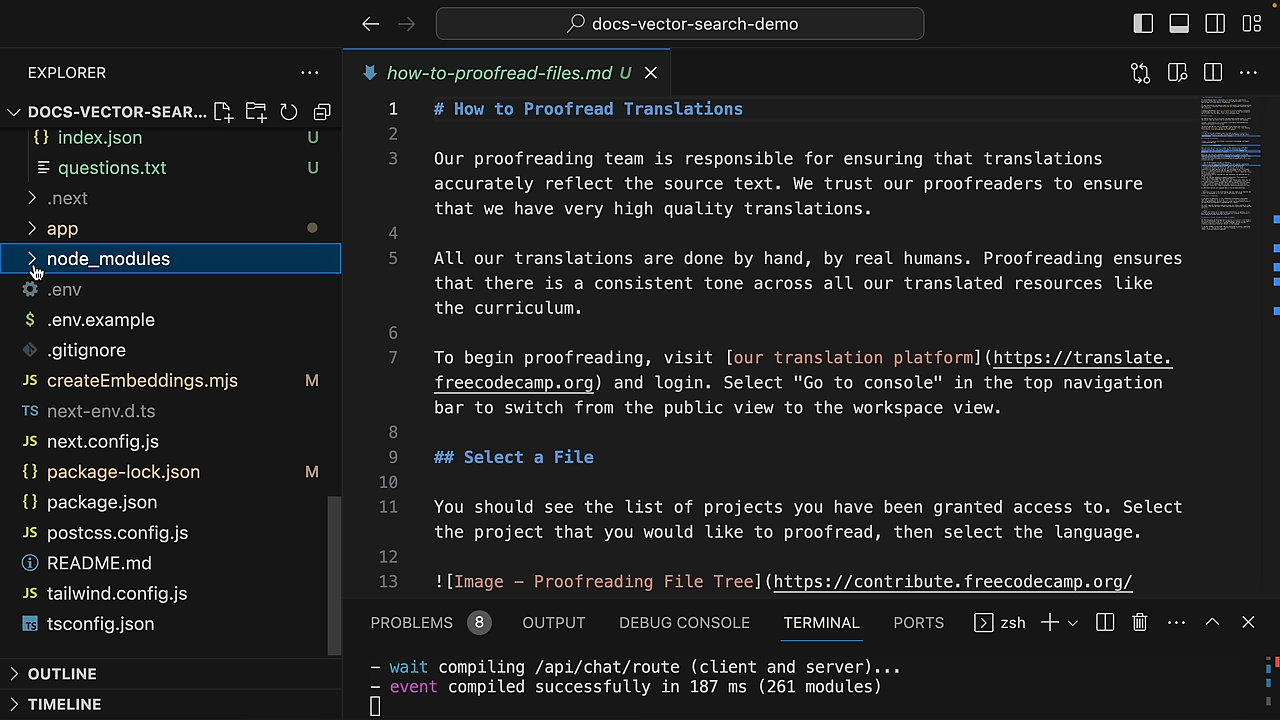 docs-vector-search-demo
EXPLORER
DOCS-VECTOR-SEAR...
index.json U
questions.txt U
.next
app
node_modules
.env
$ .env.example
.gitignore
JS createEmbeddings.mjs M
TS next-env.d.ts
JS next.config.js
{} package-lock.json M
{} package.json
JS postcss.config.js
README.md
JS tailwind.config.js
TS tsconfig.json
OUTLINE
TIMELINE
how-to-proofread-files.md U
1 # How to Proofread Translations
2
3 Our proofreading team is responsible for ensuring that translations
accurately reflect the source text. We trust our proofreaders to ensure
that we have very high quality translations.
4
5 All our translations are done by hand, by real humans. Proofreading ensures
that there is a consistent tone across all our translated resources like
the curriculum.
6
7 To begin proofreading, visit [our translation platform](https://translate.
freecodecamp.org) and login. Select "Go to console" in the top navigation
bar to switch from the public view to the workspace view.
8
9 ## Select a File
10
11 You should see the list of projects you have been granted access to. Select
the project that you would like to proofread, then select the language.
12
13 ![Image – Proofreading File Tree](https://contribute.freecodecamp.org/
PROBLEMS 8 OUTPUT DEBUG CONSOLE TERMINAL PORTS zsh
- wait compiling /api/chat/route (client and server)...
- event compiled successfully in 187 ms (261 modules)